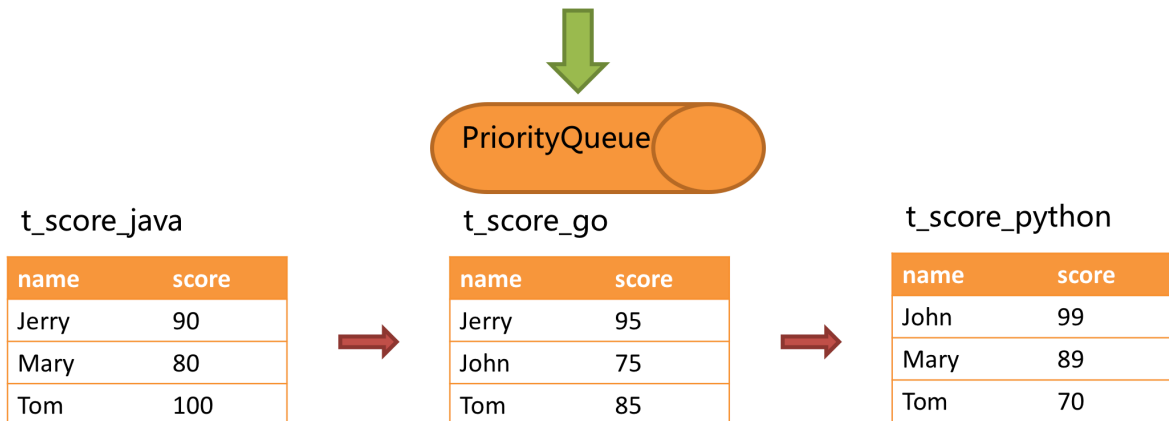 PriorityQueue
t_score_java
name score
Jerry 90
Mary 80
Tom 100
t_score_go
name score
Jerry 95
John 75
Tom 85
t_score_python
name score
John 99
Mary 89
Tom 70